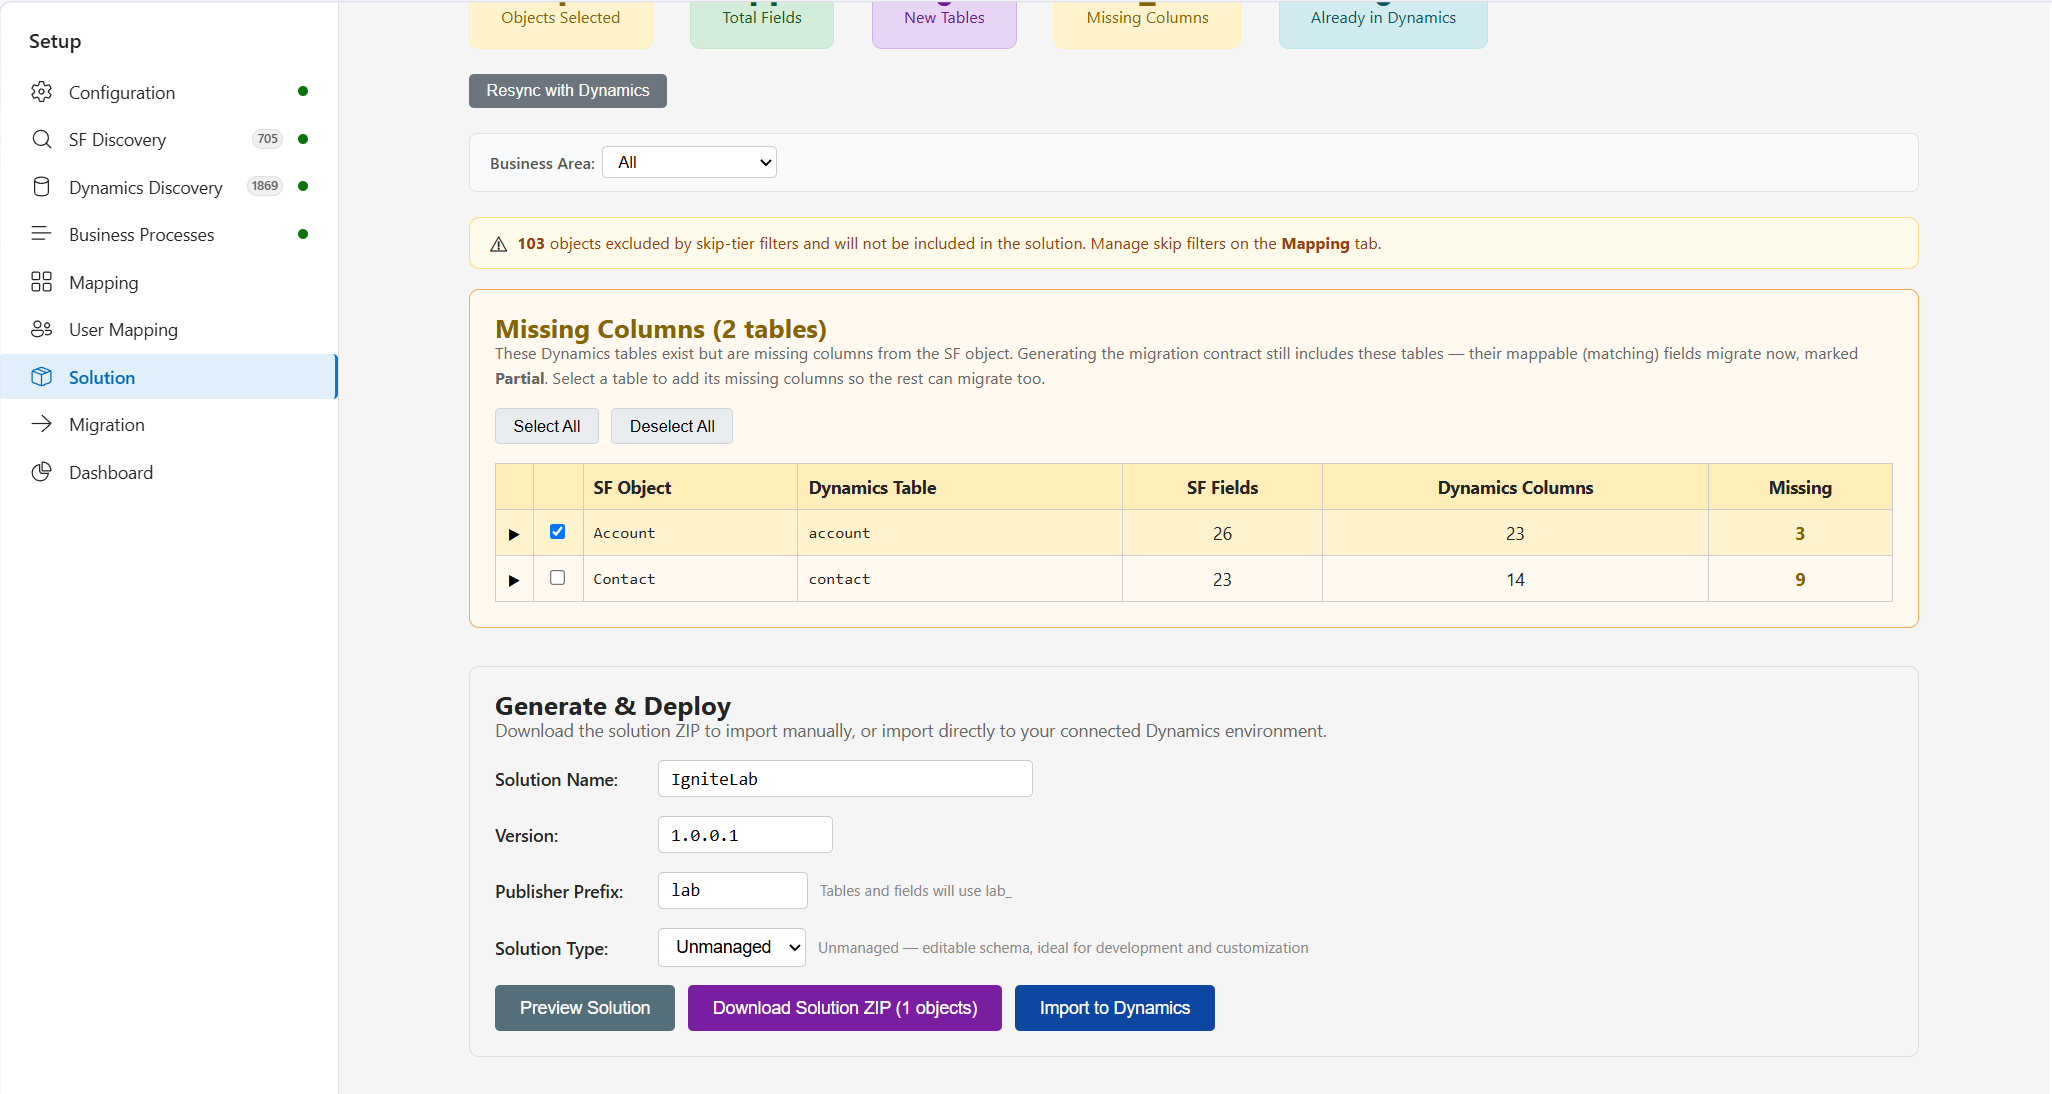 Setup
Configuration
SF Discovery 705
Dynamics Discovery 1869
Business Processes
Mapping
User Mapping
Solution
Migration
Dashboard
Objects Selected
Total Fields
New Tables
Missing Columns
Already in Dynamics
Resync with Dynamics
Business Area: All
103 objects excluded by skip-tier filters and will not be included in the solution. Manage skip filters on the Mapping tab.
Missing Columns (2 tables)
These Dynamics tables exist but are missing columns from the SF object. Generating the migration contract still includes these tables — their mappable (matching) fields migrate now, marked
Partial. Select a table to add its missing columns so the rest can migrate too.
Select All Deselect All
SF Object Dynamics Table SF Fields Dynamics Columns Missing
Account account 26 23 3
Contact contact 23 14 9
Generate & Deploy
Download the solution ZIP to import manually, or import directly to your connected Dynamics environment.
Solution Name: IgniteLab
Version: 1.0.0.1
Publisher Prefix: lab Tables and fields will use lab_
Solution Type: Unmanaged Unmanaged — editable schema, ideal for development and customization
Preview Solution Download Solution ZIP (1 objects) Import to Dynamics